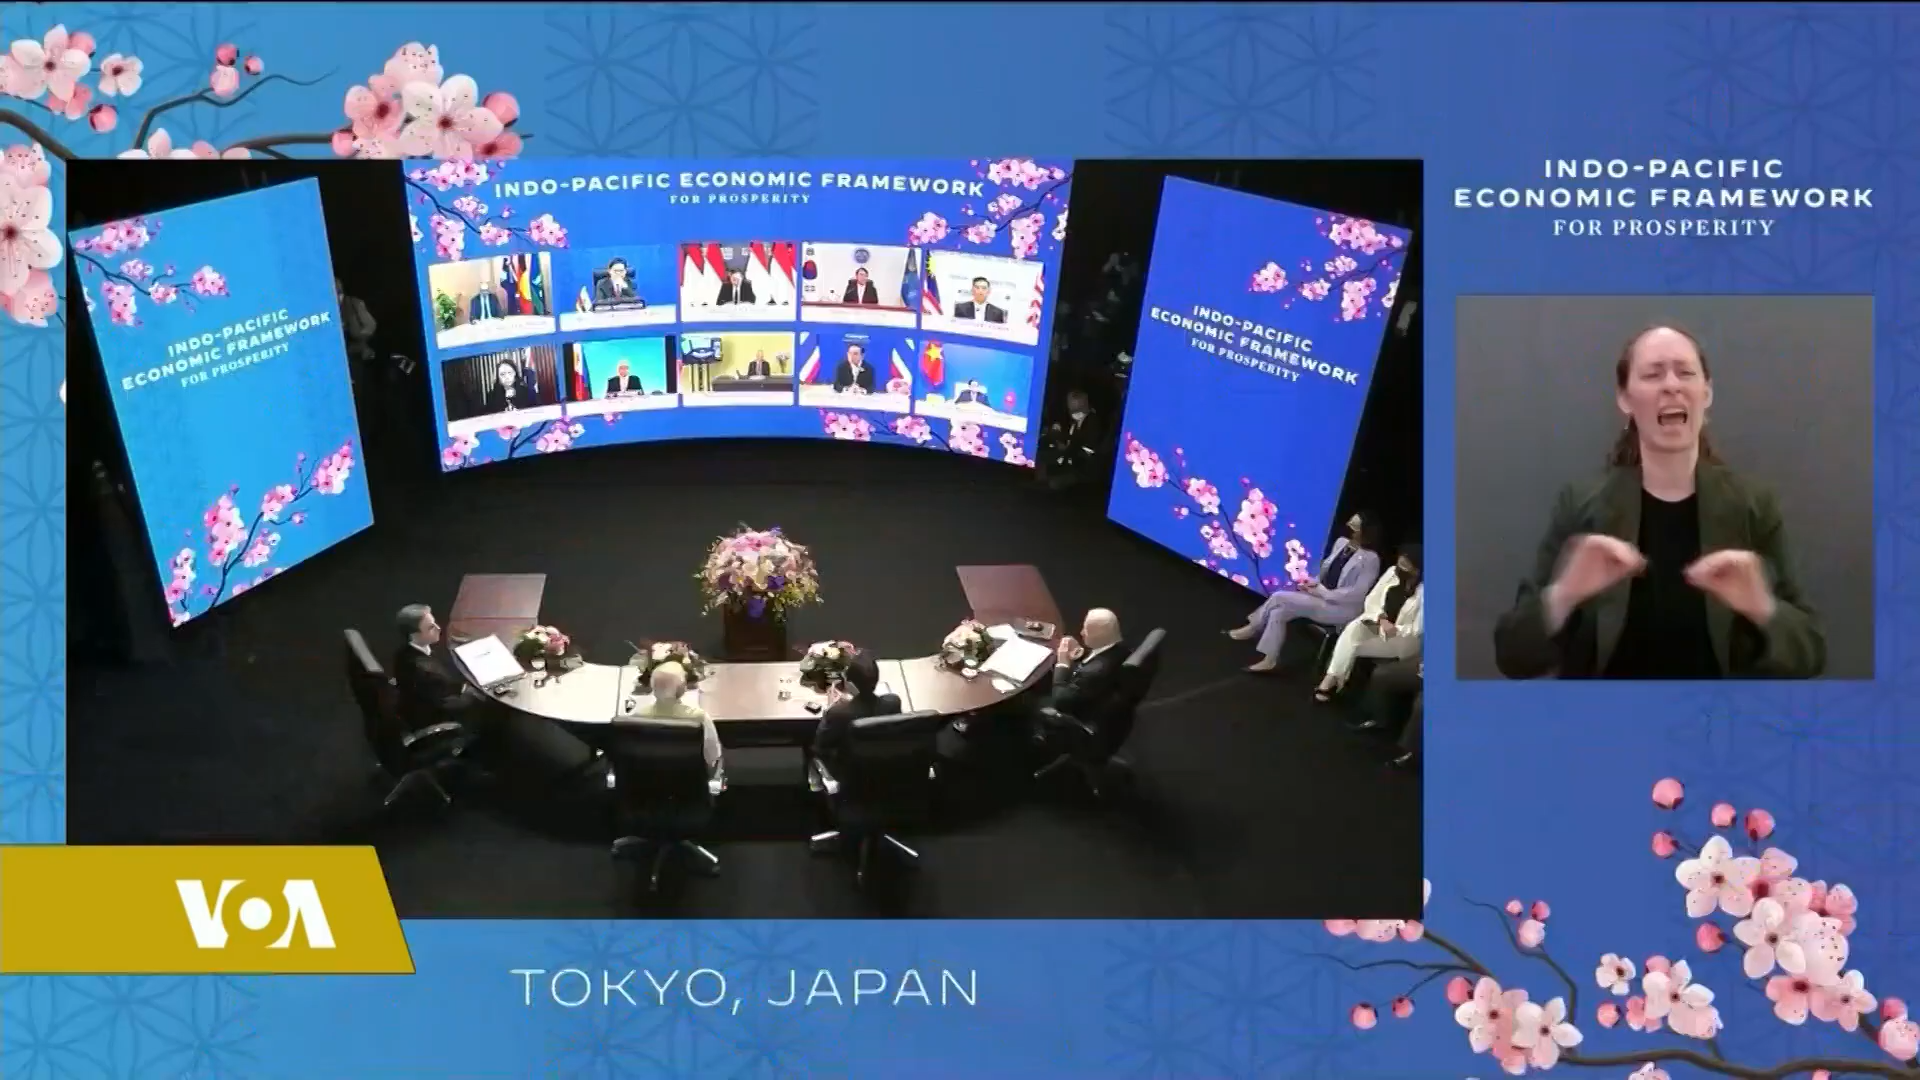 INDO-PACIFIC ECONOMIC FRAMEWORK
FOR PROSPERITY
INDO-PACIFIC
ECONOMIC FRAMEWORK
FOR PROSPERITY
INDO-PACIFIC
ECONOMIC FRAMEWORK
FOR PROSPERITY
INDO-PACIFIC
ECONOMIC FRAMEWORK
FOR PROSPERITY
VOA
TOKYO, JAPAN